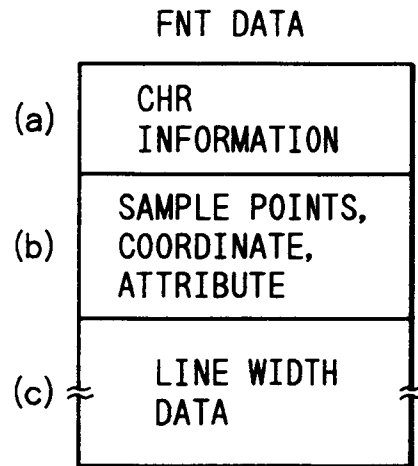 FNT DATA
(a)
CHR
INFORMATION
(b)
SAMPLE POINTS,
COORDINATE,
ATTRIBUTE
(c)
LINE WIDTH
DATA